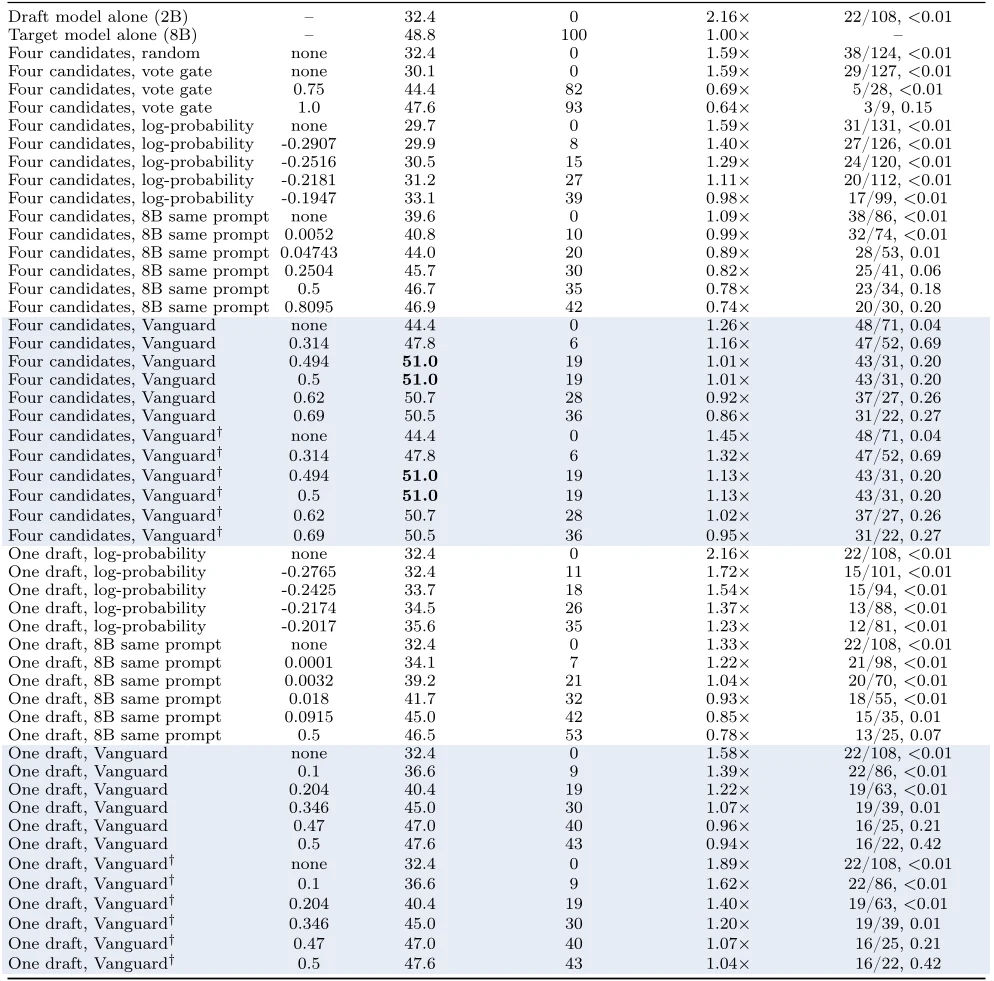 Draft model alone (2B) – 32.4 0 2.16× 22/108, <0.01
Target model alone (8B) – 48.8 100 1.00× –
Four candidates, random none 32.4 0 1.59× 38/124, <0.01
Four candidates, vote gate none 30.1 0 1.59× 29/127, <0.01
Four candidates, vote gate 0.75 44.4 82 0.69× 5/28, <0.01
Four candidates, vote gate 1.0 47.6 93 0.64× 3/9, 0.15
Four candidates, log-probability none 29.7 0 1.59× 31/131, <0.01
Four candidates, log-probability -0.2907 29.9 8 1.40× 27/126, <0.01
Four candidates, log-probability -0.2516 30.5 15 1.29× 24/120, <0.01
Four candidates, log-probability -0.2181 31.2 27 1.11× 20/112, <0.01
Four candidates, log-probability -0.1947 33.1 39 0.98× 17/99, <0.01
Four candidates, 8B same prompt none 39.6 0 1.09× 38/86, <0.01
Four candidates, 8B same prompt 0.0052 40.8 10 0.99× 32/74, <0.01
Four candidates, 8B same prompt 0.04743 44.0 20 0.89× 28/53, 0.01
Four candidates, 8B same prompt 0.2504 45.7 30 0.82× 25/41, 0.06
Four candidates, 8B same prompt 0.5 46.7 35 0.78× 23/34, 0.18
Four candidates, 8B same prompt 0.8095 46.9 42 0.74× 20/30, 0.20
Four candidates, Vanguard none 44.4 0 1.26× 48/71, 0.04
Four candidates, Vanguard 0.314 47.8 6 1.16× 47/52, 0.69
Four candidates, Vanguard 0.494 51.0 19 1.01× 43/31, 0.20
Four candidates, Vanguard 0.5 51.0 19 1.01× 43/31, 0.20
Four candidates, Vanguard 0.62 50.7 28 0.92× 37/27, 0.26
Four candidates, Vanguard 0.69 50.5 36 0.86× 31/22, 0.27
Four candidates, Vanguard† none 44.4 0 1.45× 48/71, 0.04
Four candidates, Vanguard† 0.314 47.8 6 1.32× 47/52, 0.69
Four candidates, Vanguard† 0.494 51.0 19 1.13× 43/31, 0.20
Four candidates, Vanguard† 0.5 51.0 19 1.13× 43/31, 0.20
Four candidates, Vanguard† 0.62 50.7 28 1.02× 37/27, 0.26
Four candidates, Vanguard† 0.69 50.5 36 0.95× 31/22, 0.27
One draft, log-probability none 32.4 0 2.16× 22/108, <0.01
One draft, log-probability -0.2765 32.4 11 1.72× 15/101, <0.01
One draft, log-probability -0.2425 33.7 18 1.54× 15/94, <0.01
One draft, log-probability -0.2174 34.5 26 1.37× 13/88, <0.01
One draft, log-probability -0.2017 35.6 35 1.23× 12/81, <0.01
One draft, 8B same prompt none 32.4 0 1.33× 22/108, <0.01
One draft, 8B same prompt 0.0001 34.1 7 1.22× 21/98, <0.01
One draft, 8B same prompt 0.0032 39.2 21 1.04× 20/70, <0.01
One draft, 8B same prompt 0.018 41.7 32 0.93× 18/55, <0.01
One draft, 8B same prompt 0.0915 45.0 42 0.85× 15/35, 0.01
One draft, 8B same prompt 0.5 46.5 53 0.78× 13/25, 0.07
One draft, Vanguard none 32.4 0 1.58× 22/108, <0.01
One draft, Vanguard 0.1 36.6 9 1.39× 22/86, <0.01
One draft, Vanguard 0.204 40.4 19 1.22× 19/63, <0.01
One draft, Vanguard 0.346 45.0 30 1.07× 19/39, 0.01
One draft, Vanguard 0.47 47.0 40 0.96× 16/25, 0.21
One draft, Vanguard 0.5 47.6 43 0.94× 16/22, 0.42
One draft, Vanguard† none 32.4 0 1.89× 22/108, <0.01
One draft, Vanguard† 0.1 36.6 9 1.62× 22/86, <0.01
One draft, Vanguard† 0.204 40.4 19 1.40× 19/63, <0.01
One draft, Vanguard† 0.346 45.0 30 1.20× 19/39, 0.01
One draft, Vanguard† 0.47 47.0 40 1.07× 16/25, 0.21
One draft, Vanguard† 0.5 47.6 43 1.04× 16/22, 0.42